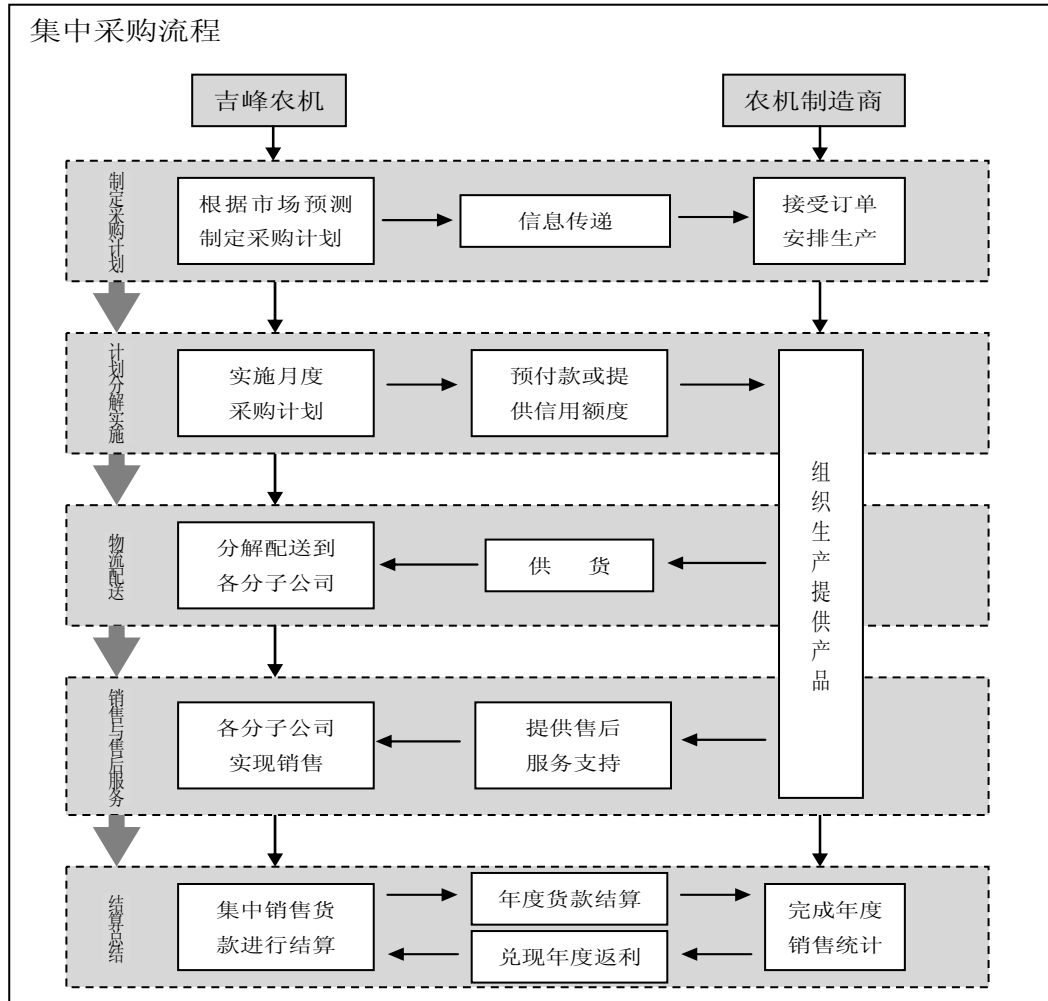 集中采购流程
吉峰农机
农机制造商
制定采购计划
根据市场预测
制定采购计划
信息传递
接受订单
安排生产
计划分解实施
实施月度
采购计划
预付款或提
供信用额度
组织生产提供产品
物流配送
分解配送到
各分子公司
供 货
销售与售后服务
各分子公司
实现销售
提供售后
服务支持
结算总结
集中销售货
款进行结算
年度货款结算
兑现年度返利
完成年度
销售统计